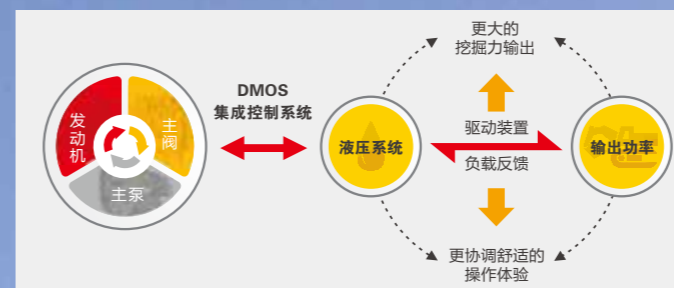 发动机
主阀
主泵
DMOS
集成控制系统
液压系统
更大的
挖掘力输出
驱动装置
负载反馈
更协调舒适的
操作体验
输出功率